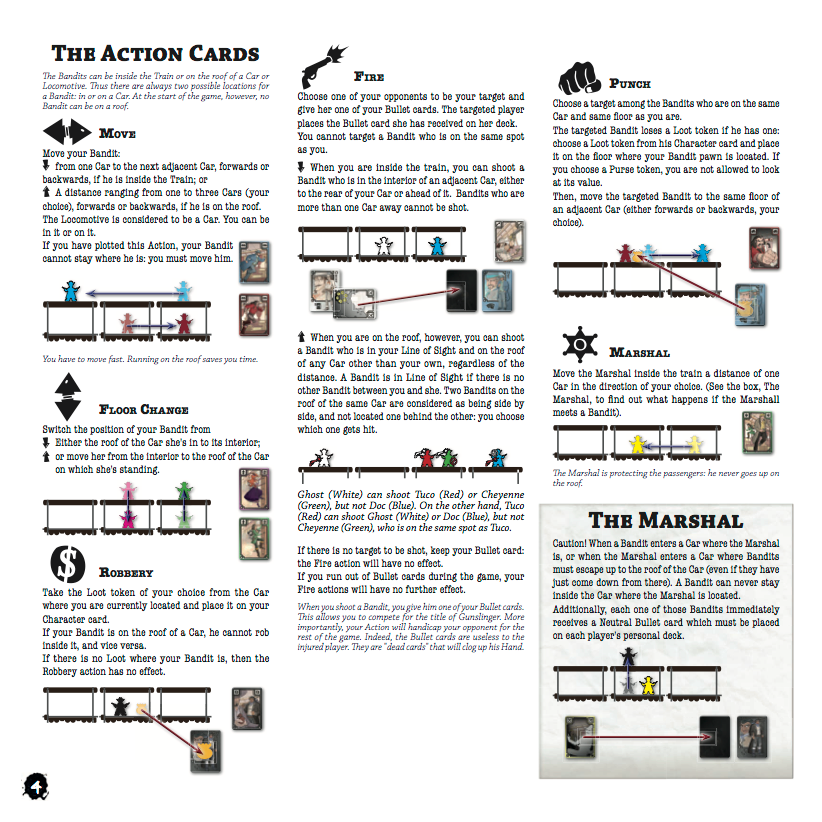 THE ACTION CARDS
The Bandits can be inside the Train or on the roof of a Car or
Locomotive. Thus there are always two possible locations for
a Bandit: in or on a Car. At the start of the game, however, no
Bandit can be on a roof.
MOVE
Move your Bandit:
from one Car to the next adjacent Car, forwards or
backwards, if he is inside the Train; or
A distance ranging from one to three Cars (your
choice), forwards or backwards, if he is on the roof.
The Locomotive is considered to be a Car. You can be
in it or on it.
If you have plotted this Action, your Bandit
cannot stay where he is: you must move him.
You have to move fast. Running on the roof saves you time.
FLOOR CHANGE
Switch the position of your Bandit from
Either the roof of the Car she's in to its interior;
or move her from the interior to the roof of the Car
on which she's standing.
$
ROBBERY
Take the Loot token of your choice from the Car
where you are currently located and place it on your
Character card.
If your Bandit is on the roof of a Car, he cannot rob
inside it, and vice versa.
If there is no Loot where your Bandit is, then the
Robbery action has no effect.
4
FIRE
Choose one of your opponents to be your target and
give her one of your Bullet cards. The targeted player
places the Bullet card she has received on her deck.
You cannot target a Bandit who is on the same spot
as you.
When you are inside the train, you can shoot a
Bandit who is in the interior of an adjacent Car, either
to the rear of your Car or ahead of it. Bandits who are
more than one Car away cannot be shot.
When you are on the roof, however, you can shoot
a Bandit who is in your Line of Sight and on the roof
of any Car other than your own, regardless of the
distance. A Bandit is in Line of Sight if there is no
other Bandit between you and she. Two Bandits on the
roof of the same Car are considered as being side by
side, and not located one behind the other: you choose
which one gets hit.
Ghost (White) can shoot Tuco (Red) or Cheyenne
(Green), but not Doc (Blue). On the other hand, Tuco
(Red) can shoot Ghost (White) or Doc (Blue), but not
Cheyenne (Green), who is on the same spot as Tuco.
If there is no target to be shot, keep your Bullet card:
the Fire action will have no effect.
If you run out of Bullet cards during the game, your
Fire actions will have no further effect.
When you shoot a Bandit, you give him one of your Bullet cards.
This allows you to compete for the title of Gunslinger. More
importantly, your Action will handicap your opponent for the
rest of the game. Indeed, the Bullet cards are useless to the
injured player. They are "dead cards" that will clog up his Hand.
PUNCH
Choose a target among the Bandits who are on the same
Car and same floor as you are.
The targeted Bandit loses a Loot token if he has one:
choose a Loot token from his Character card and place
it on the floor where your Bandit pawn is located. If
you choose a Purse token, you are not allowed to look
at its value.
Then, move the targeted Bandit to the same floor of
an adjacent Car (either forwards or backwards, your
choice).
MARSHAL
Move the Marshal inside the train a distance of one
Car in the direction of your choice. (See the box, The
Marshal, to find out what happens if the Marshall
meets a Bandit).
The Marshal is protecting the passengers: he never goes up on
the roof.
THE MARSHAL
Caution! When a Bandit enters a Car where the Marshal
is, or when the Marshal enters a Car where Bandits
must escape up to the roof of the Car (even if they have
just come down from there). A Bandit can never stay
inside the Car where the Marshal is located.
Additionally, each one of those Bandits immediately
receives a Neutral Bullet card which must be placed
on each player's personal deck.